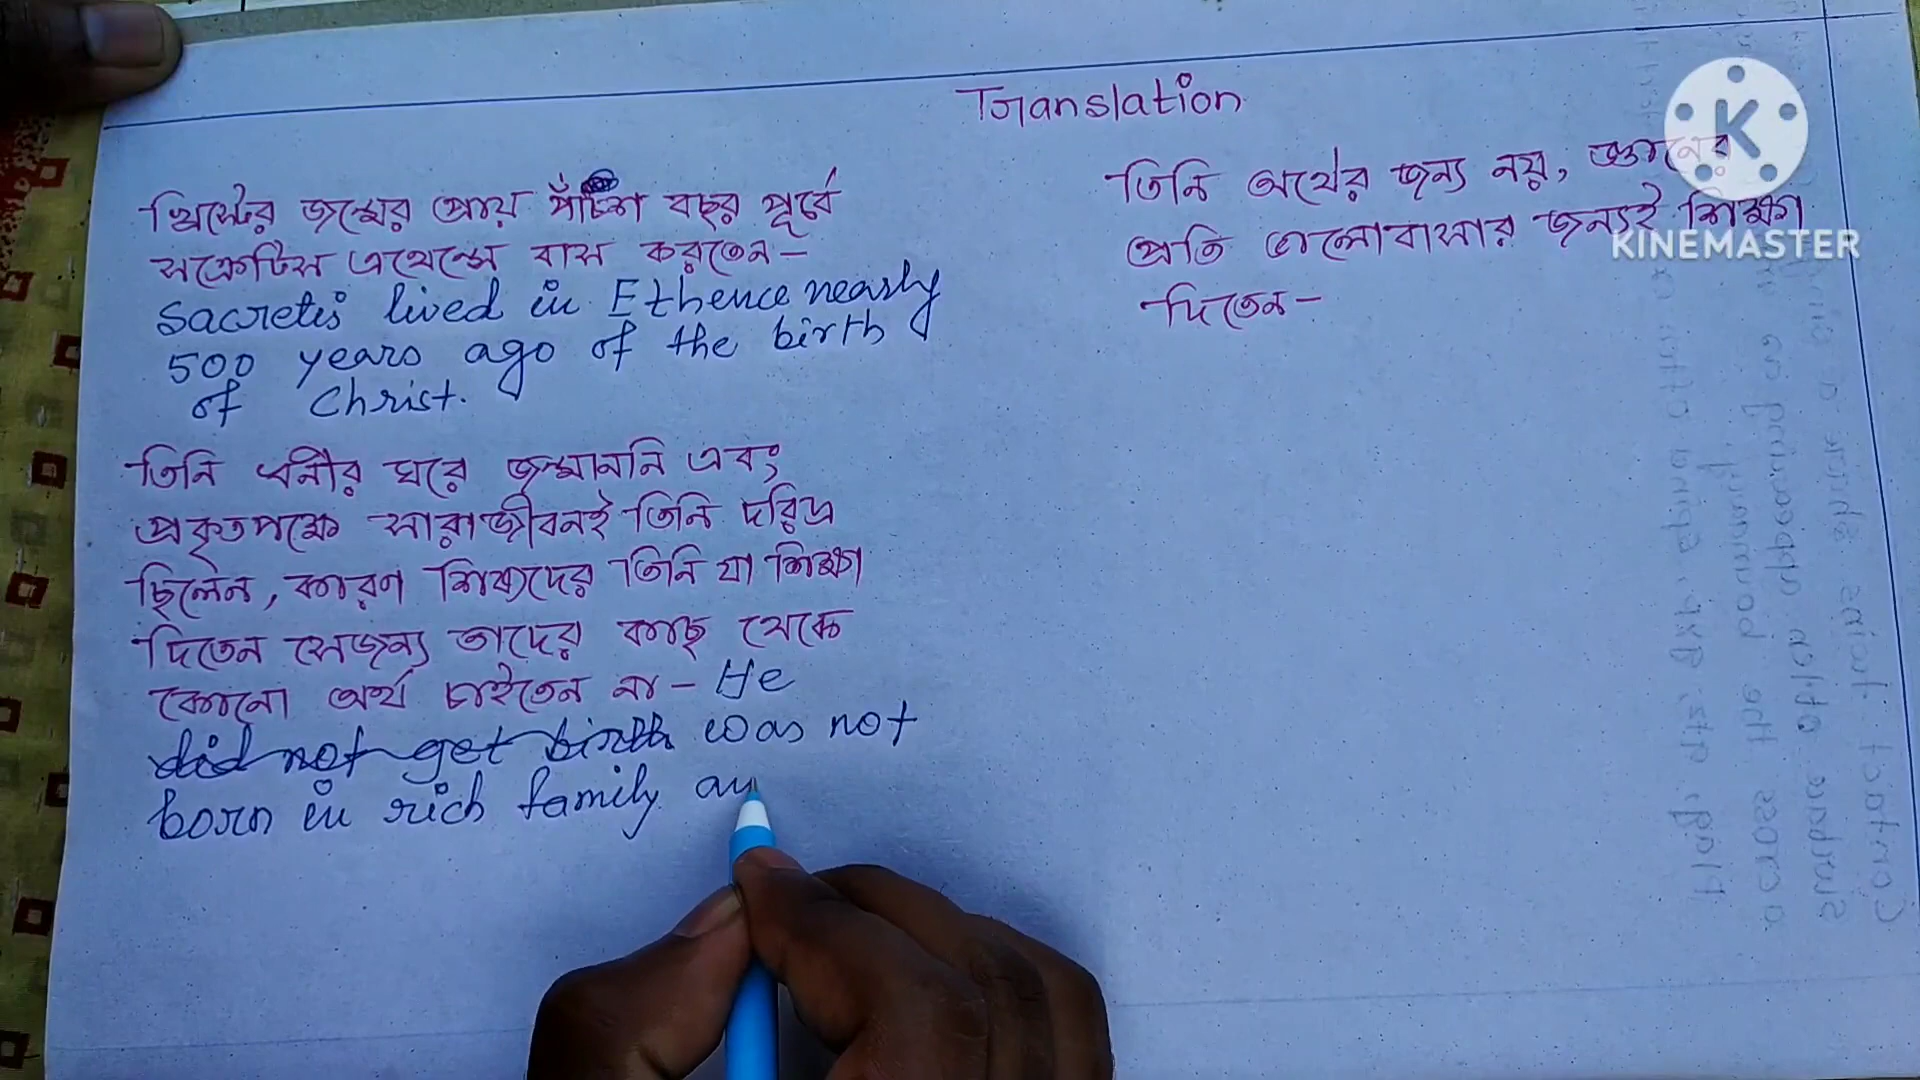 Translation
খ্রিস্টের জন্মের প্রায় পাঁচশ বছর পূর্বে
সক্রেটিস এথেন্সে বাস করতেন-
Sacretis lived in Ethence nearly
500 years ago of the birth
of Christ.
তিনি ধনীর ঘরে জন্মাননি এবং
প্রকৃতপক্ষে সারাজীবনই তিনি দরিদ্র
ছিলেন, কারণ শিষ্যদের তিনি যা শিক্ষা
দিতেন সেজন্য তাদের কাছ থেকে
কোনো অর্থ চাইতেন না- He
did not get birth was not
born in rich family an
তিনি অর্থের জন্য নয়, জ্ঞানের
প্রতি ভালোবাসার জন্যই শিক্ষা
দিতেন-
K
KINEMASTER